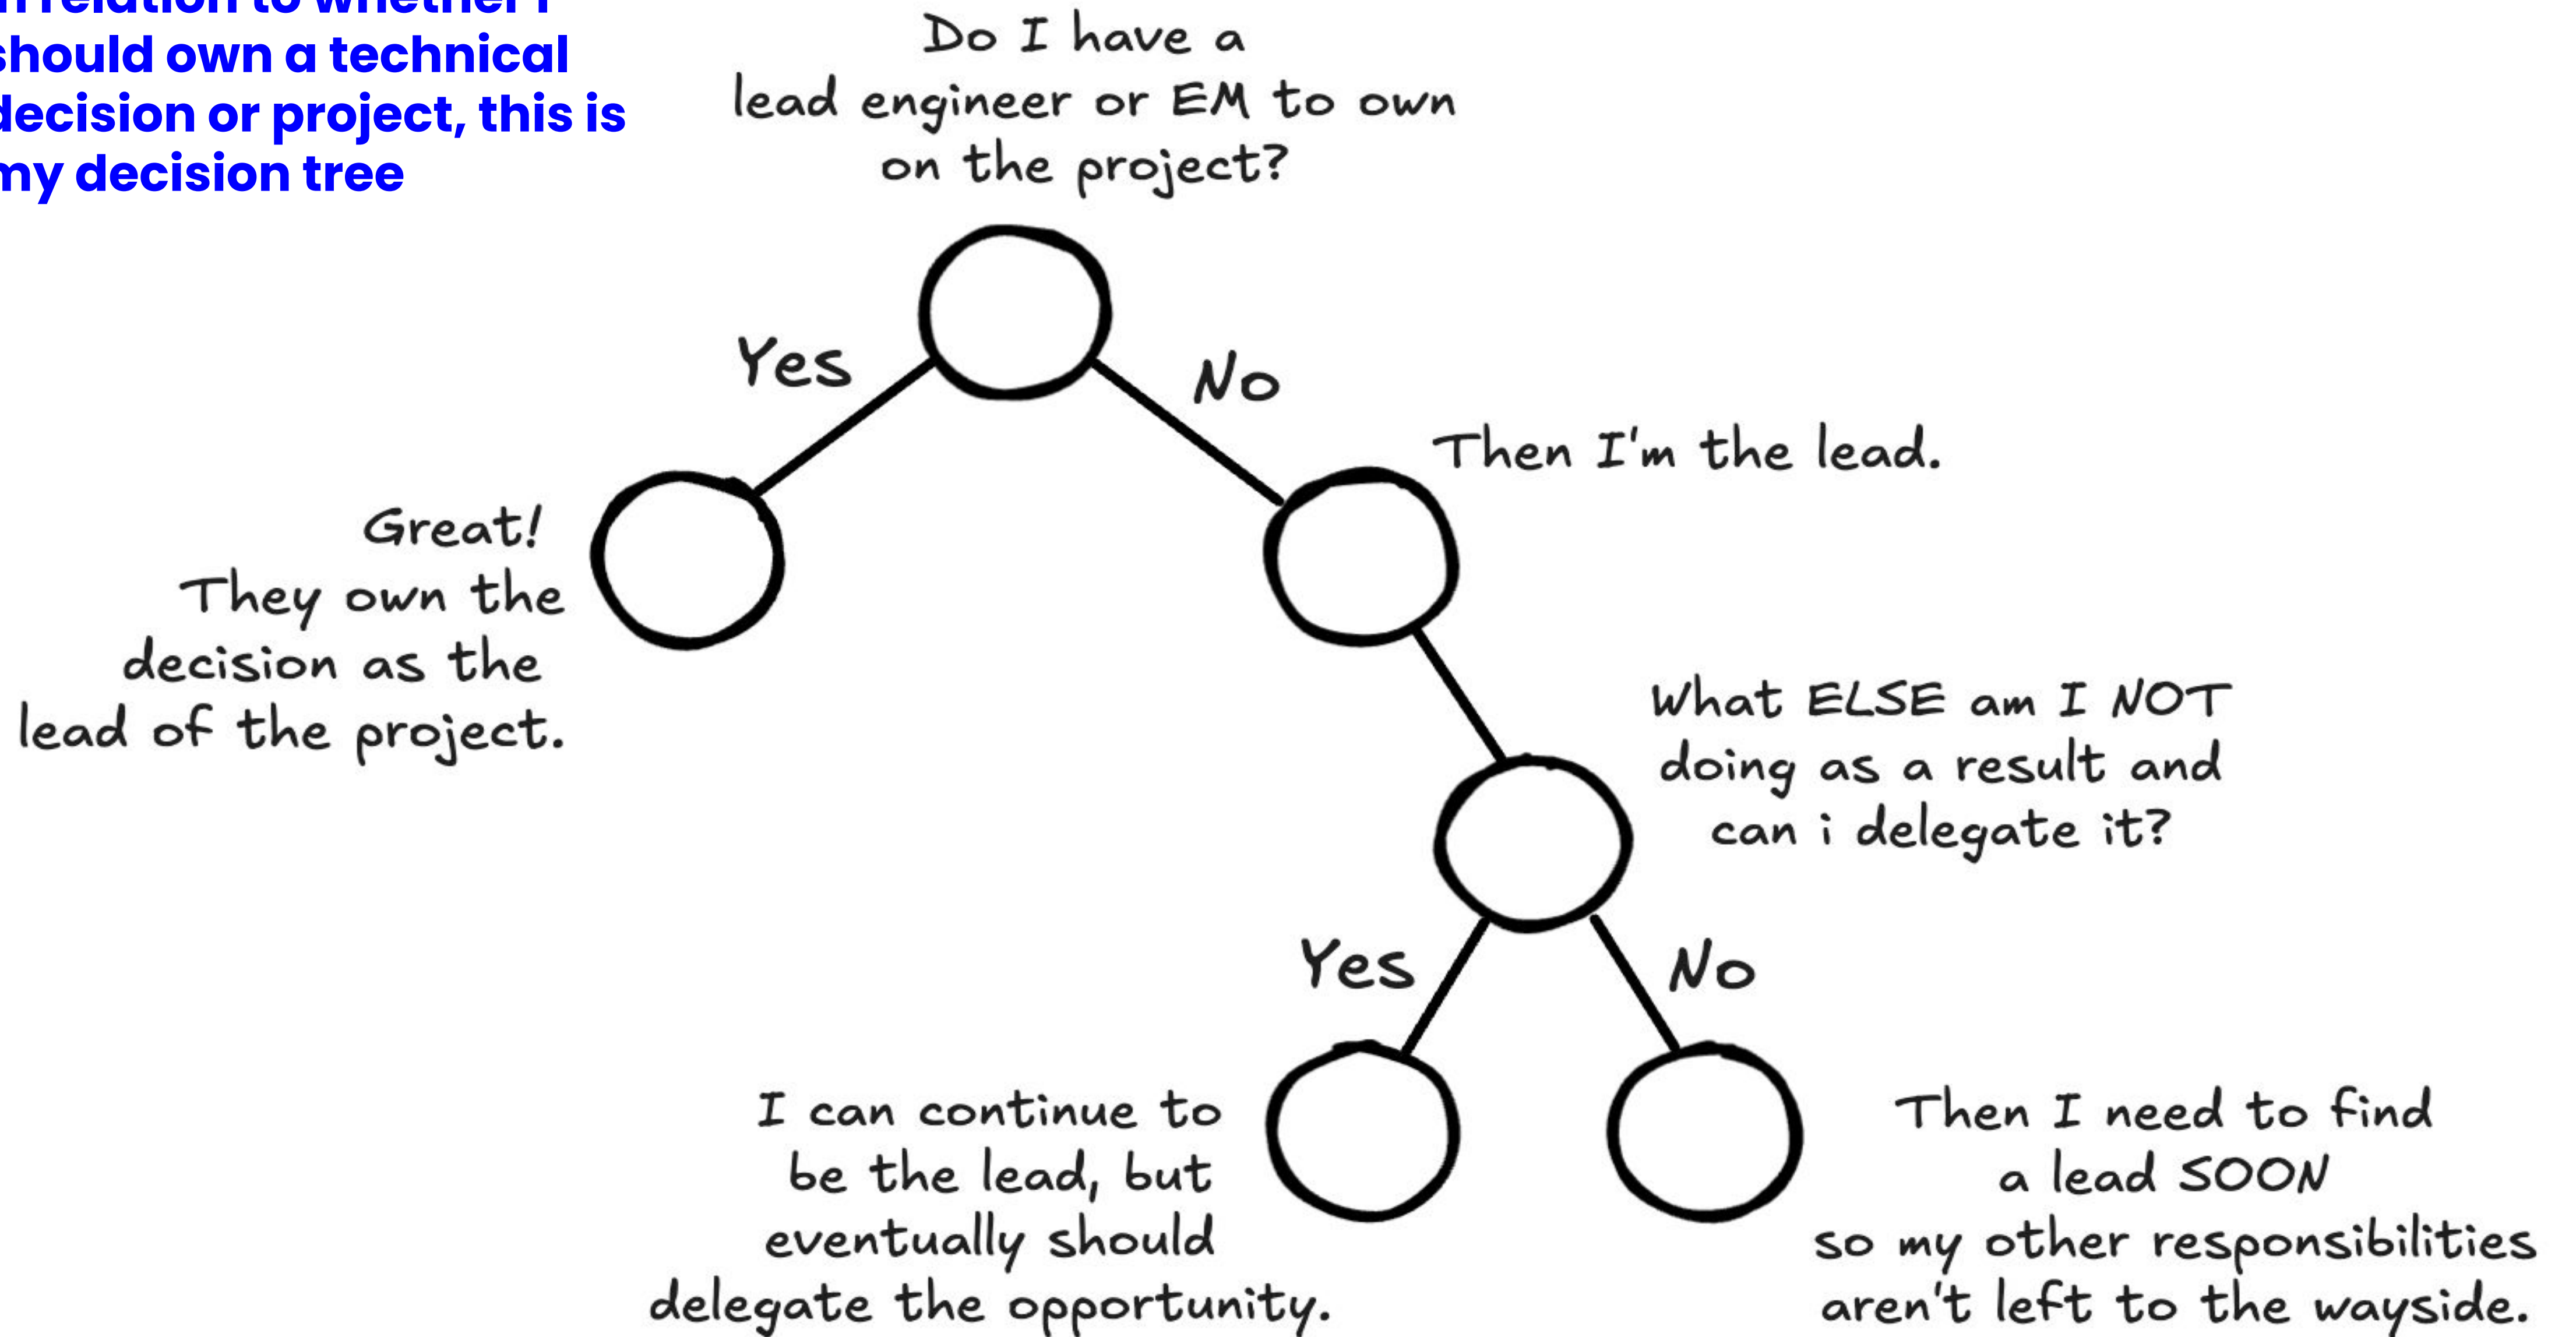 in relation to whether I
should own a technical
decision or project, this is
my decision tree
Do I have a
lead engineer or EM to own
on the project?
Yes
No
Then I'm the lead.
Great!
They own the
decision as the
lead of the project.
What ELSE am I NOT
doing as a result and
can i delegate it?
Yes
No
I can continue to
be the lead, but
eventually should
delegate the opportunity.
Then I need to find
a lead SOON
so my other responsibilities
aren't left to the wayside.